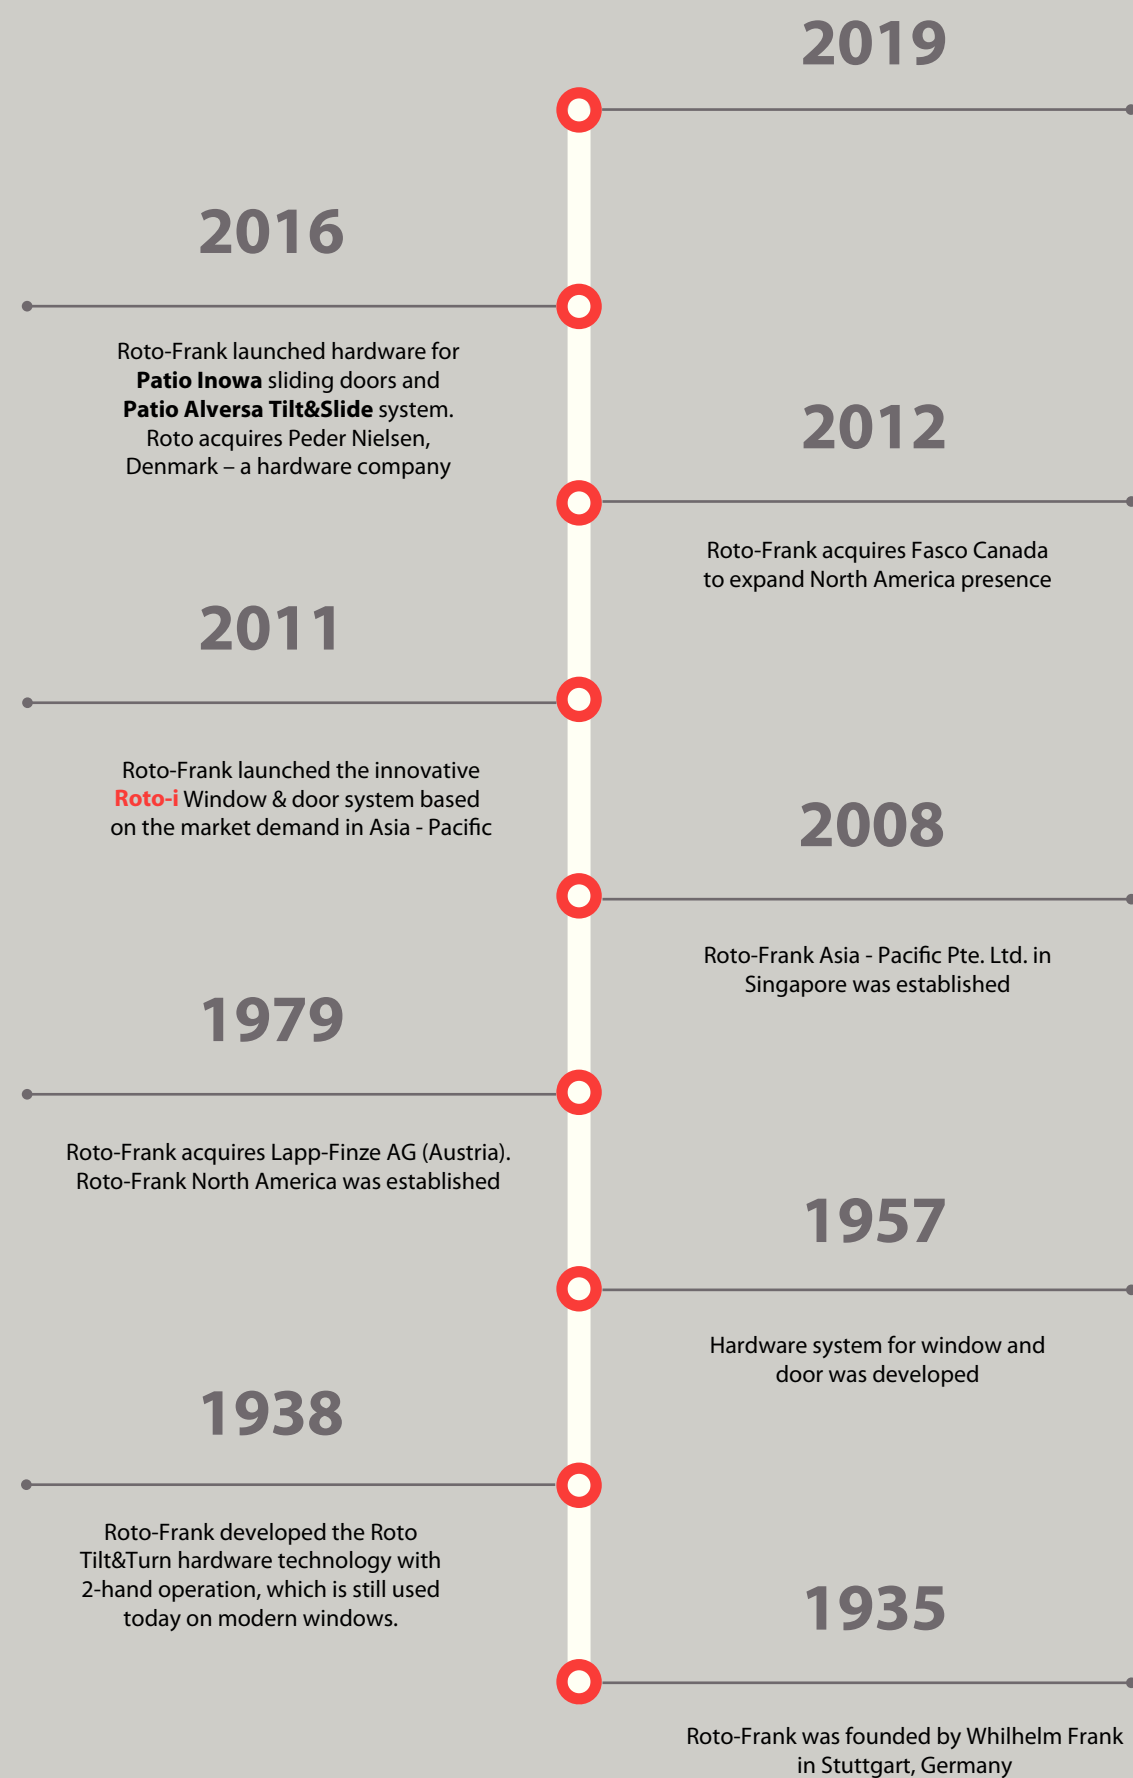 2019
2016
Roto-Frank launched hardware for
Patio Inowa sliding doors and
Patio Alversa Tilt&Slide system.
Roto acquires Peder Nielsen,
Denmark – a hardware company
2012
Roto-Frank acquires Fasco Canada
to expand North America presence
2011
Roto-Frank launched the innovative
Roto-i Window & door system based
on the market demand in Asia - Pacific
2008
Roto-Frank Asia - Pacific Pte. Ltd. in
Singapore was established
1979
Roto-Frank acquires Lapp-Finze AG (Austria).
Roto-Frank North America was established
1957
Hardware system for window and
door was developed
1938
Roto-Frank developed the Roto
Tilt&Turn hardware technology with
2-hand operation, which is still used
today on modern windows.
1935
Roto-Frank was founded by Whilhelm Frank
in Stuttgart, Germany